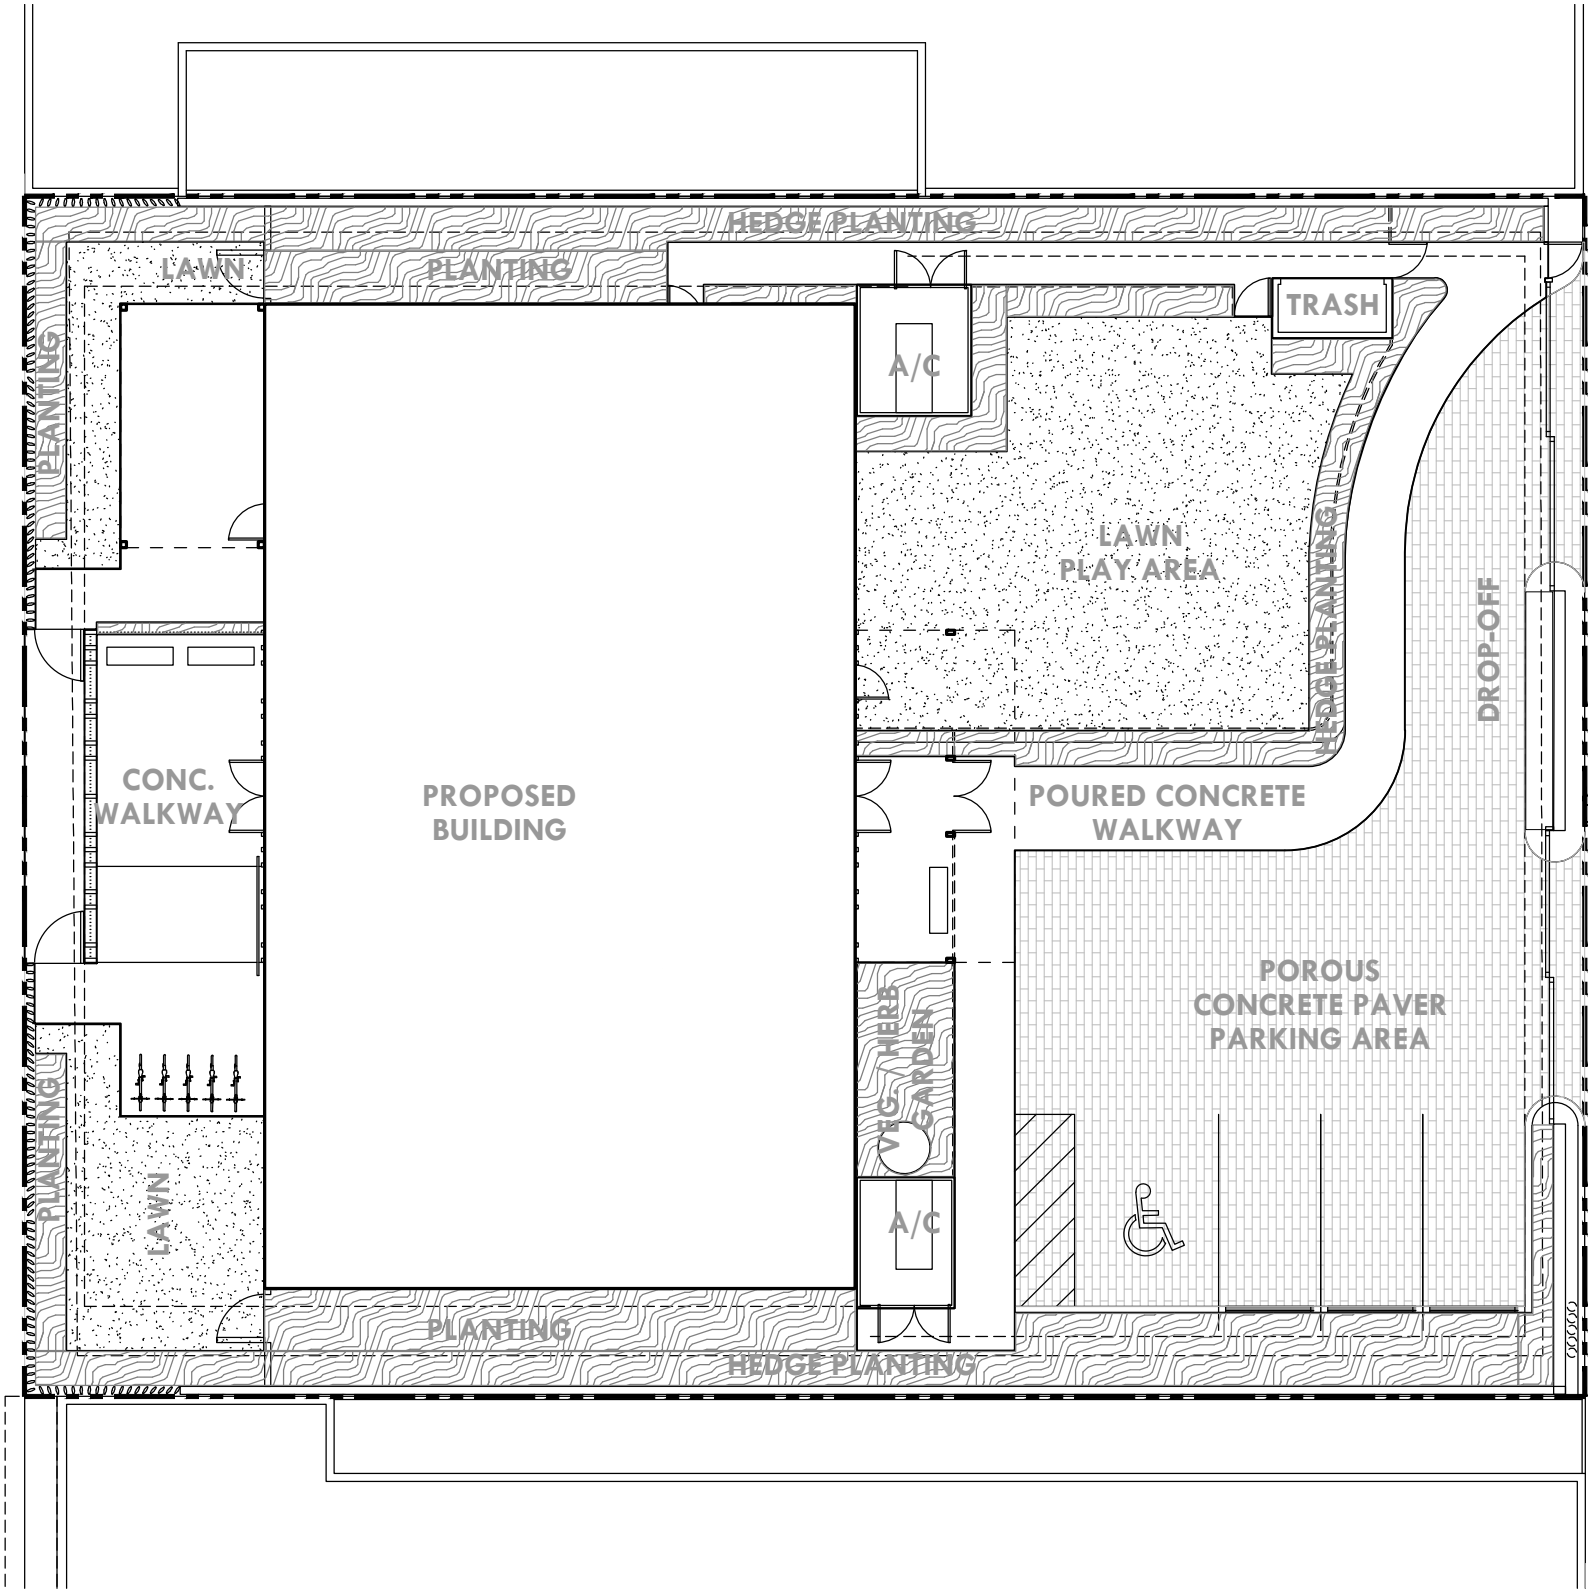 HEDGE PLANTING
LAWN
PLANTING
TRASH
PLANTING
A/C
LAWN
PLAY AREA
HEDGE PLANTING
DROP-OFF
CONC.
WALKWAY
PROPOSED
BUILDING
POURED CONCRETE
WALKWAY
POROUS
CONCRETE PAVER
PARKING AREA
VEG. / HERB
GARDEN
PLANTING
LAWN
A/C
PLANTING
HEDGE PLANTING